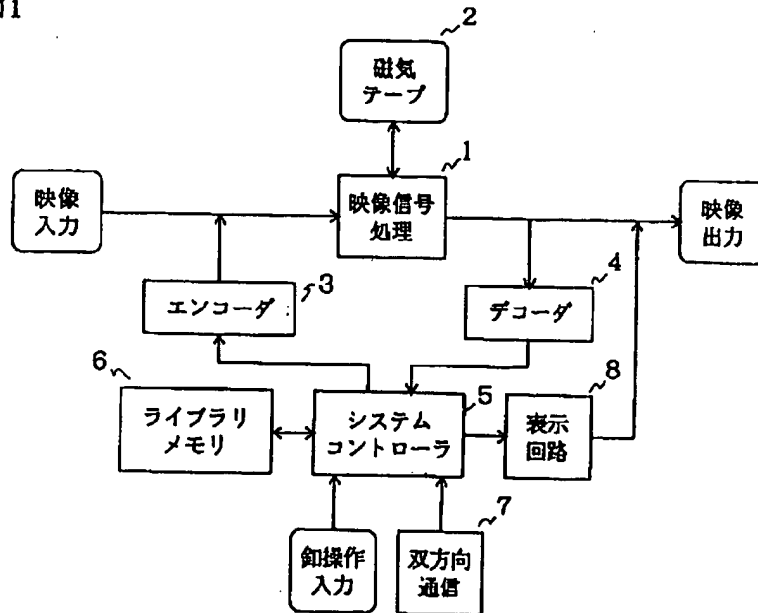 2
磁気
テープ
1
映像
入力
映像信号
処理
映像
出力
3
エンコーダ
4
デコーダ
6
ライブラリ
メモリ
5
システム
コントローラ
8
表示
回路
釦操作
入力
7
双方向
通信